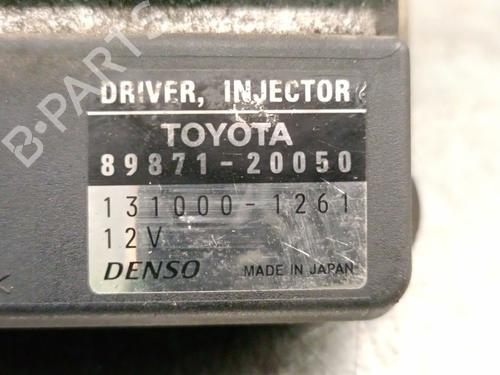 B-PARTS
DRIVER, INJECTOR
TOYOTA
89871-20050
131000-1261
12V
DENSO MADE IN JAPAN